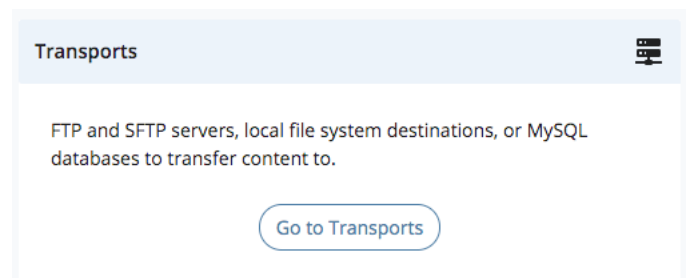 Transports
FTP and SFTP servers, local file system destinations, or MySQL
databases to transfer content to.
Go to Transports